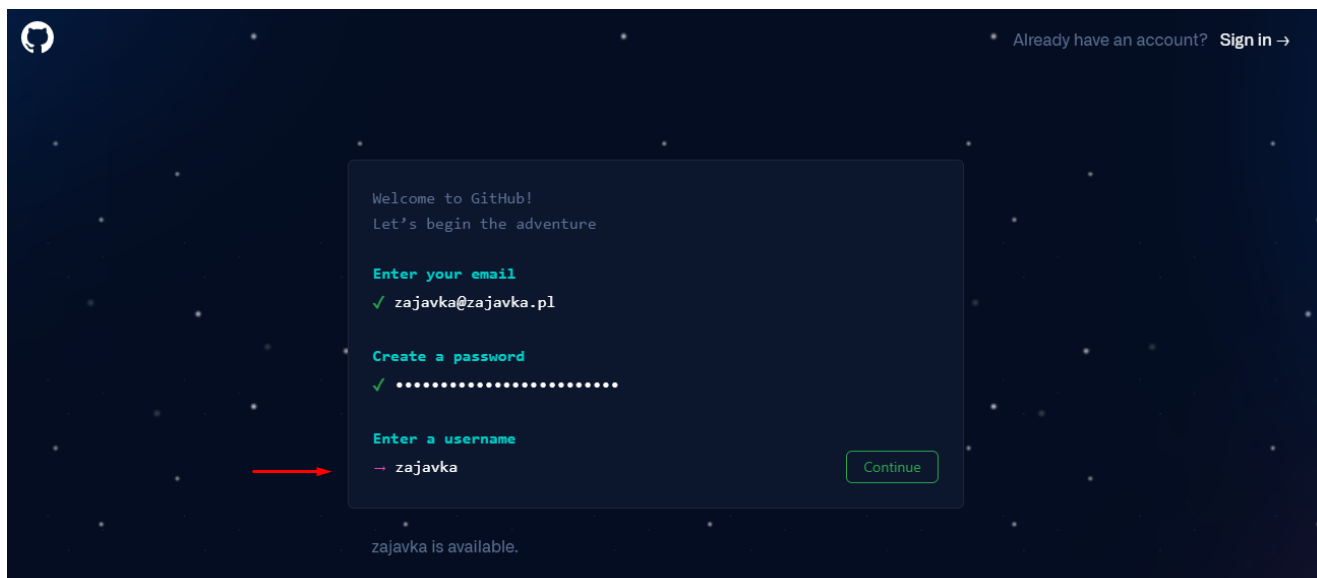 Already have an account? Sign in →
Welcome to GitHub!
Let’s begin the adventure
Enter your email
✓ zajavka@zajavka.pl
Create a password
✓ •••••••••••••••••••••••••
Enter a username
→ zajavka
Continue
zajavka is available.